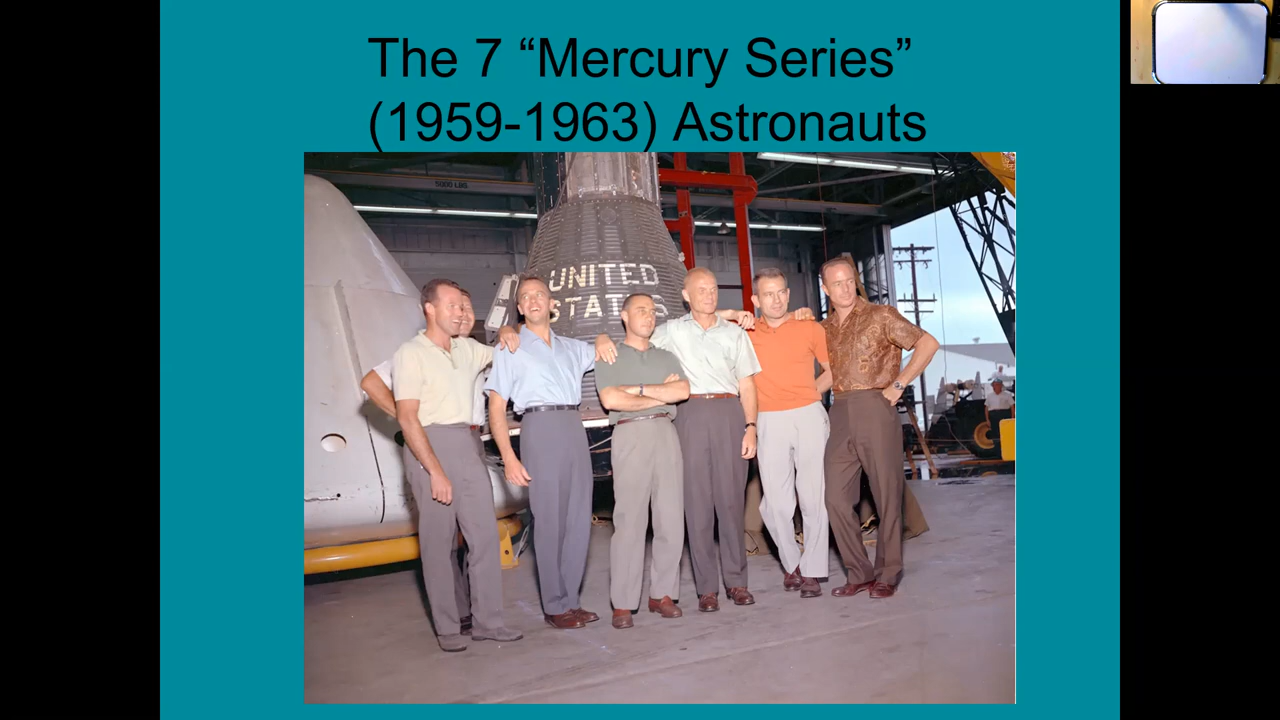 The 7 “Mercury Series”
(1959-1963) Astronauts
5000 LBS
UNITED
STATES